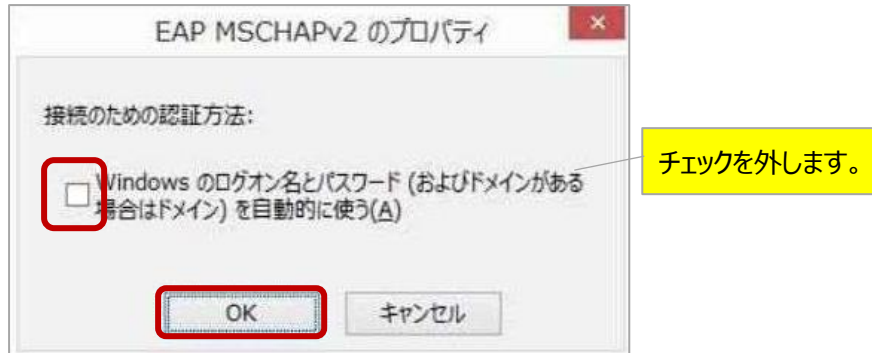 EAP MSCHAPv2 のプロパティ
接続のための認証方法:
Windows のログオン名とパスワード (およびドメインがある
場合はドメイン) を自動的に使う(A)
チェックを外します。
OK
キャンセル